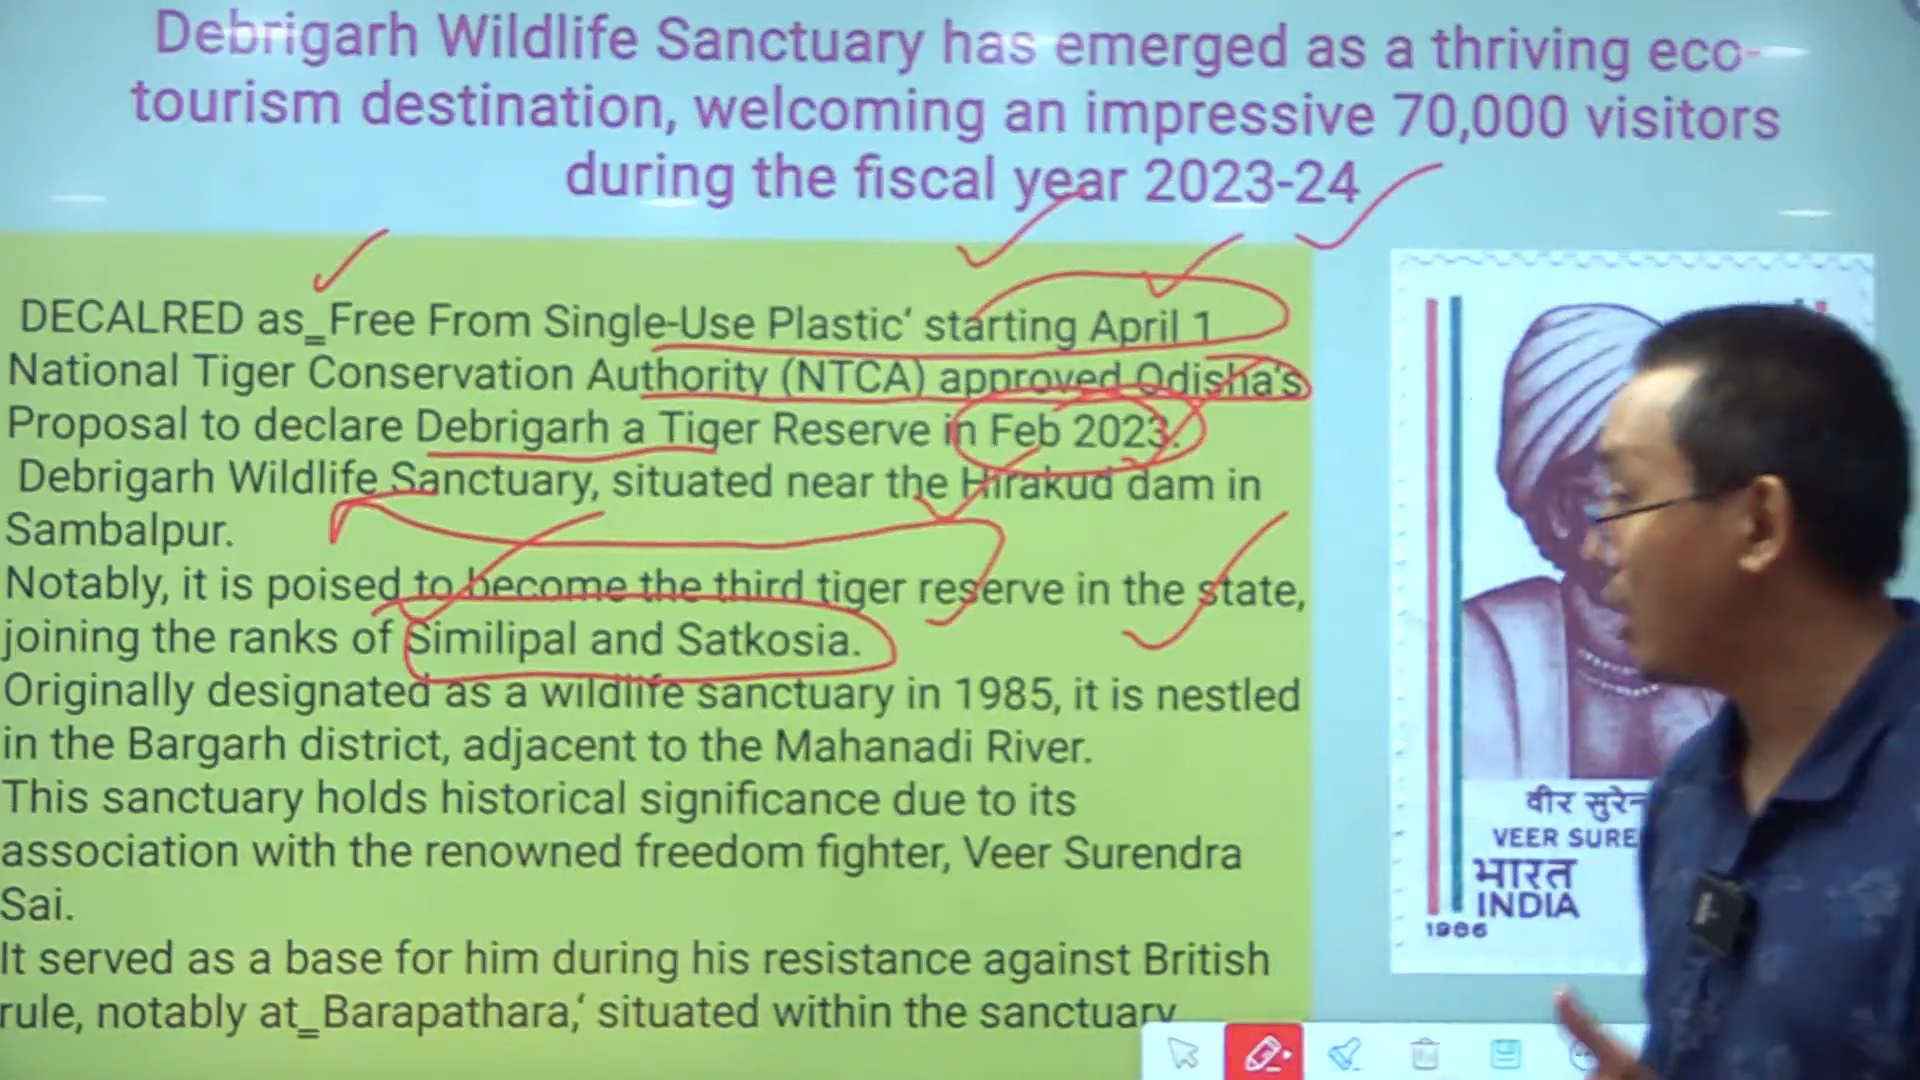 Debrigarh Wildlife Sanctuary has emerged as a thriving eco-
tourism destination, welcoming an impressive 70,000 visitors
during the fiscal year 2023-24
DECALRED as‗Free From Single-Use Plastic‘ starting April 1
National Tiger Conservation Authority (NTCA) approved Odisha's
Proposal to declare Debrigarh a Tiger Reserve in Feb 2023.
Debrigarh Wildlife Sanctuary, situated near the Hirakud dam in
Sambalpur.
Notably, it is poised to become the third tiger reserve in the state,
joining the ranks of Similipal and Satkosia.
Originally designated as a wildlife sanctuary in 1985, it is nestled
in the Bargarh district, adjacent to the Mahanadi River.
This sanctuary holds historical significance due to its
association with the renowned freedom fighter, Veer Surendra
Sai.
It served as a base for him during his resistance against British
rule, notably at‗Barapathara,‘ situated within the sanctuary
वीर
VEER
भारत
INDIA
1986